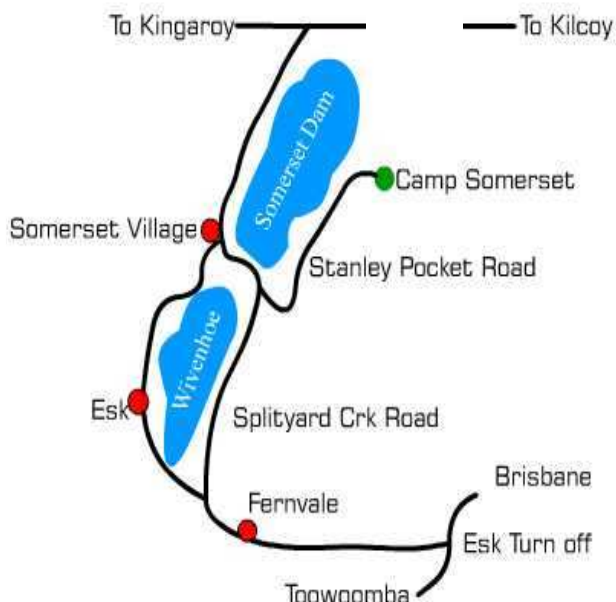 To Kingaroy
To Kilcoy
Somerset Dam
Camp Somerset
Somerset Village
Stanley Pocket Road
Wivenhoe
Esk
Splityard Crk Road
Brisbane
Fernvale
Esk Turn off
Toowoomba